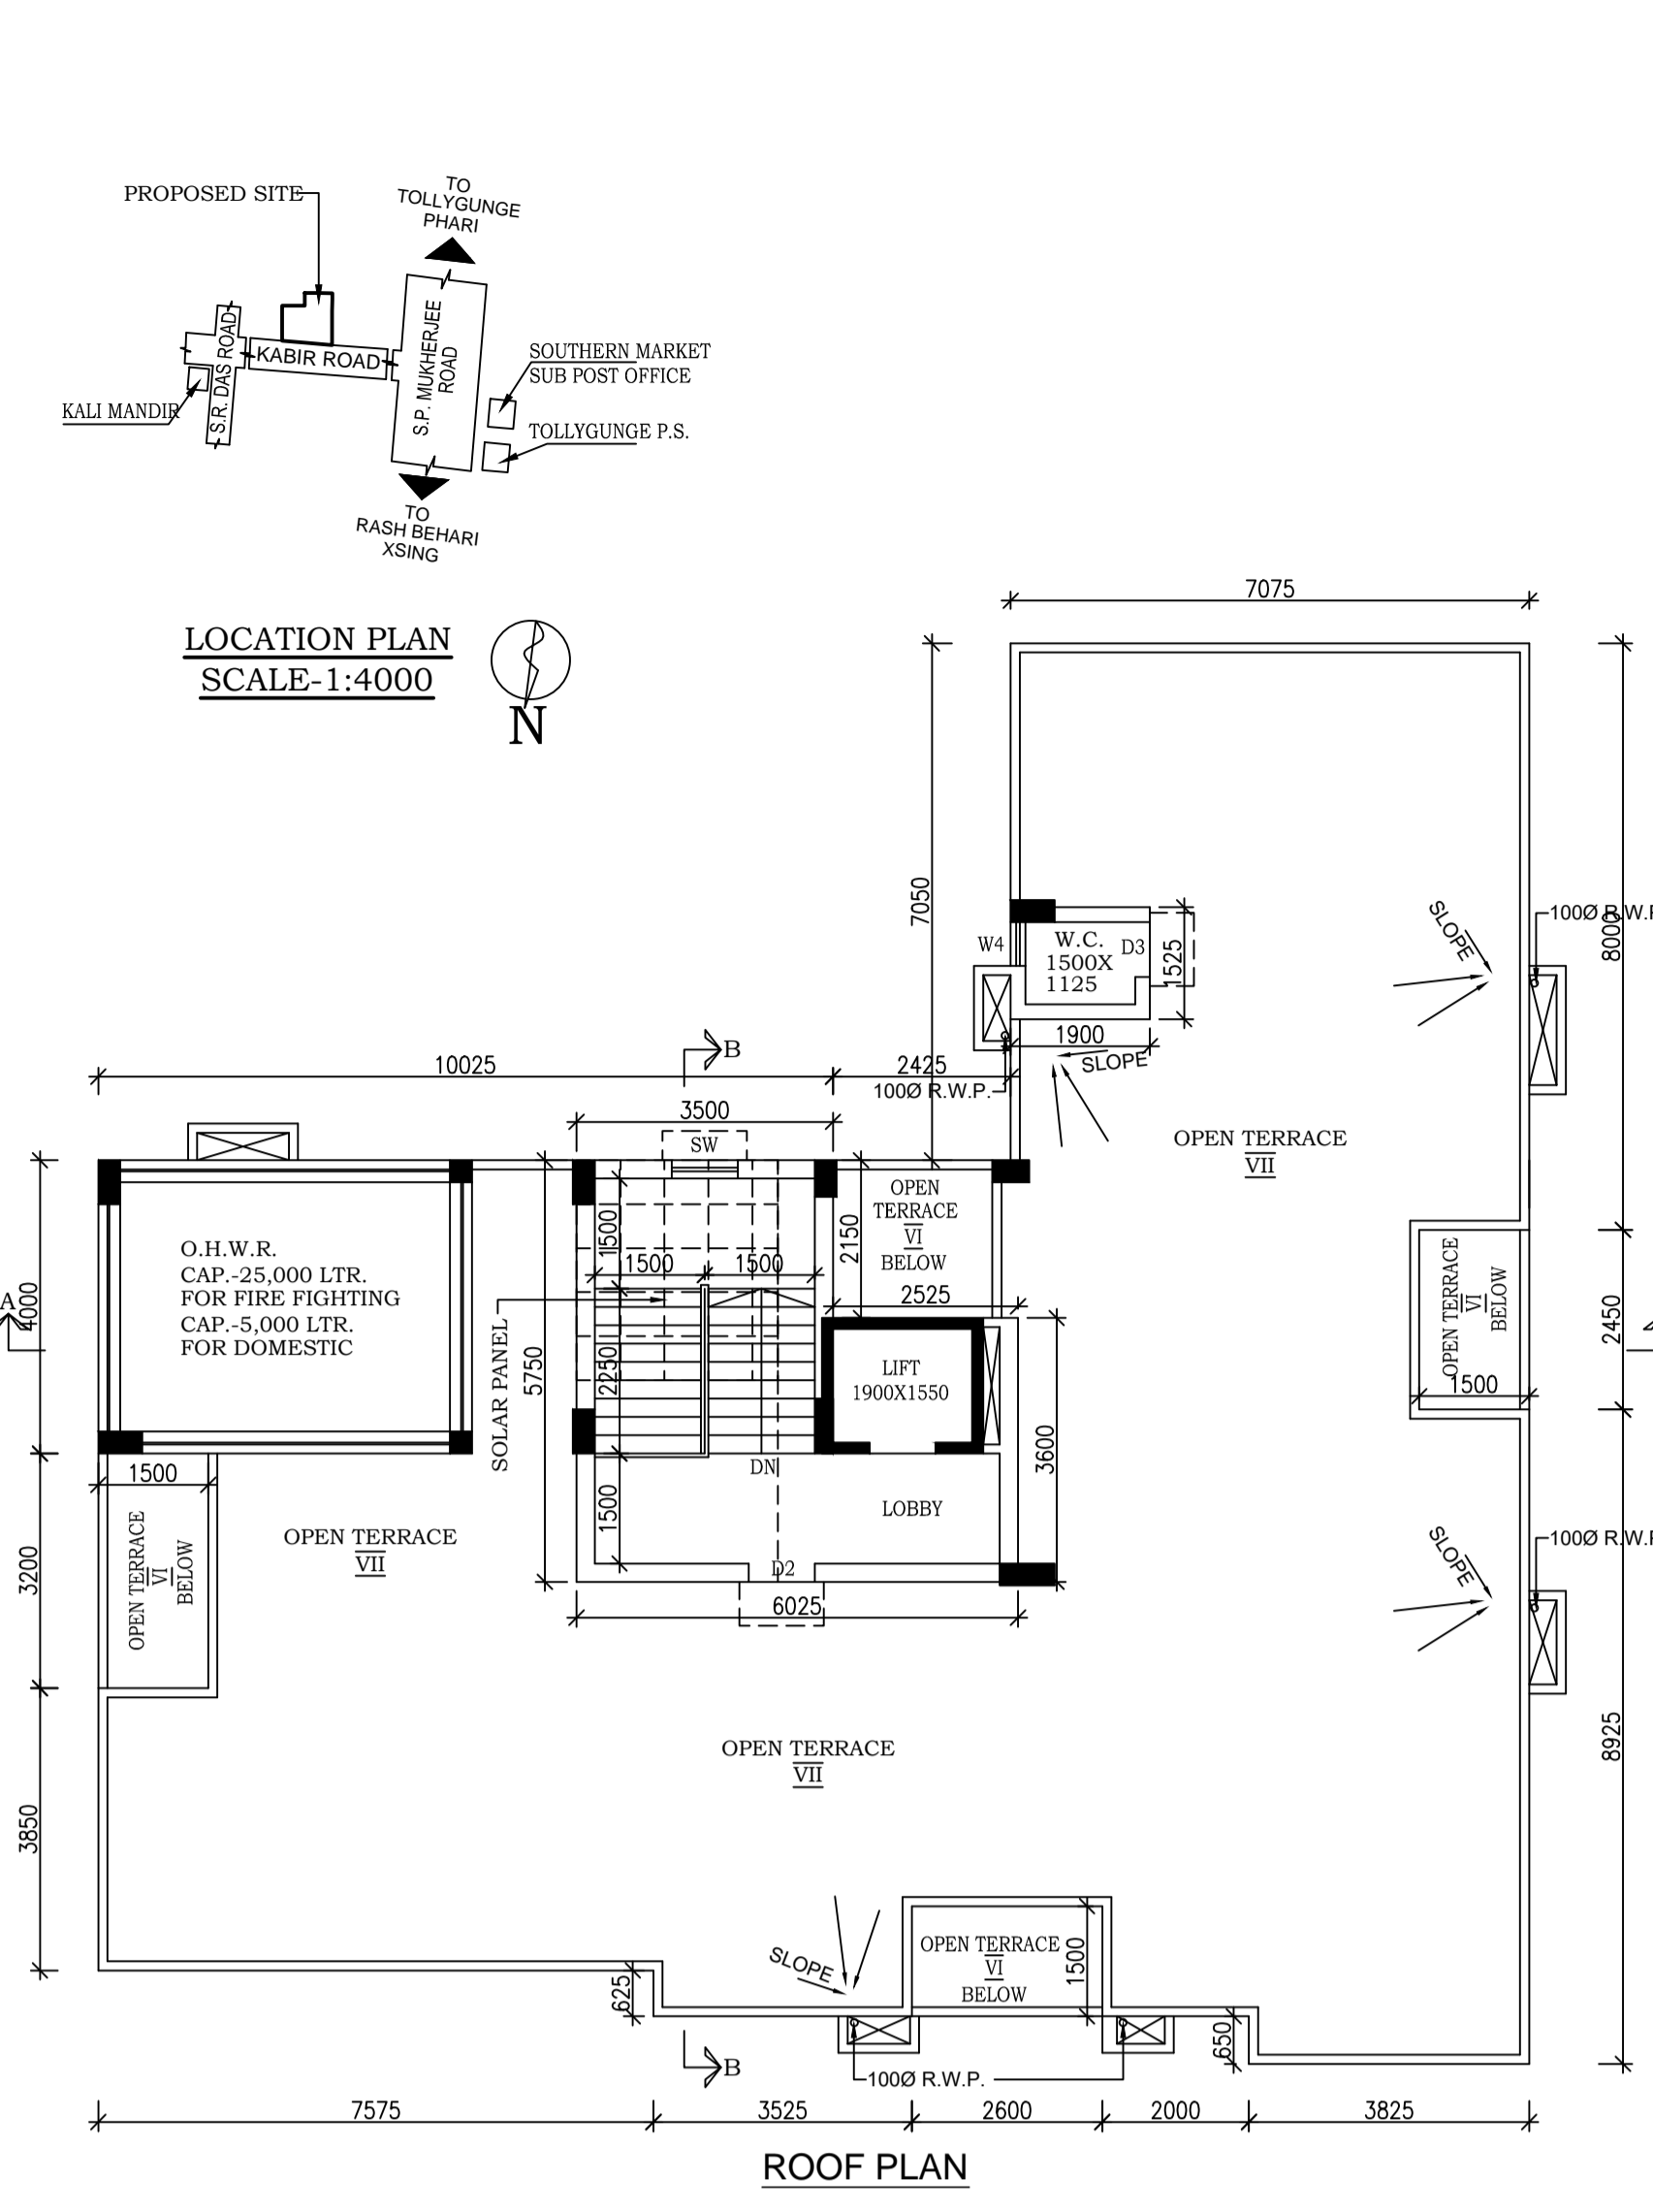 PROPOSED SITE
TO
TOLLYGUNGE
PHARI
S.R. DAS ROAD
KABIR ROAD
S.P. MUKHERJEE
ROAD
SOUTHERN MARKET
SUB POST OFFICE
KALI MANDIR
TOLLYGUNGE P.S.
TO
RASH BEHARI
XSING
LOCATION PLAN
SCALE-1:4000
N
7075
7050
8000
SLOPE
100Ø R.W.P
W4
W.C.
1500X
1125
D3
1525
1900
SLOPE
B
10025
2425
100Ø R.W.P.
3500
SW
OPEN TERRACE
VII
OPEN
TERRACE
VI
BELOW
2150
1500
1500
1500
2525
O.H.W.R.
CAP.-25,000 LTR.
FOR FIRE FIGHTING
CAP.-5,000 LTR.
FOR DOMESTIC
A
4000
SOLAR PANEL
5750
2250
LIFT
1900X1550
3600
OPEN TERRACE
VI
BELOW
1500
2450
1500
DN
LOBBY
1500
D2
6025
OPEN TERRACE
VII
OPEN TERRACE
VI
BELOW
3200
SLOPE
100Ø R.W.P
OPEN TERRACE
VII
8925
3850
SLOPE
OPEN TERRACE
VI
BELOW
1500
625
650
B
100Ø R.W.P.
7575
3525
2600
2000
3825
ROOF PLAN